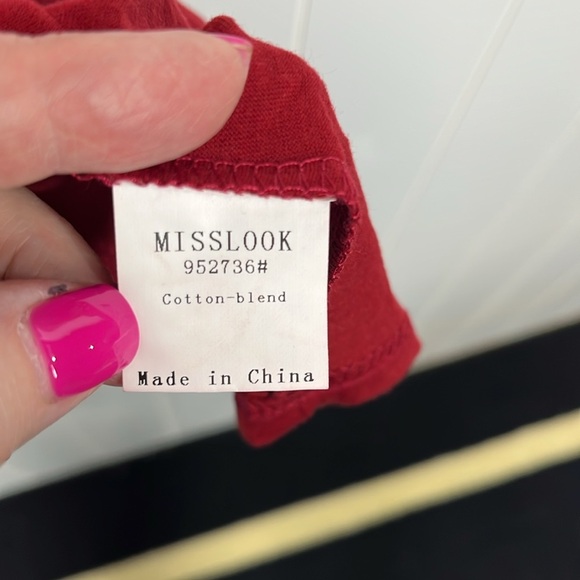 MISSLOOK
952736#
Cotton-blend
Made in China